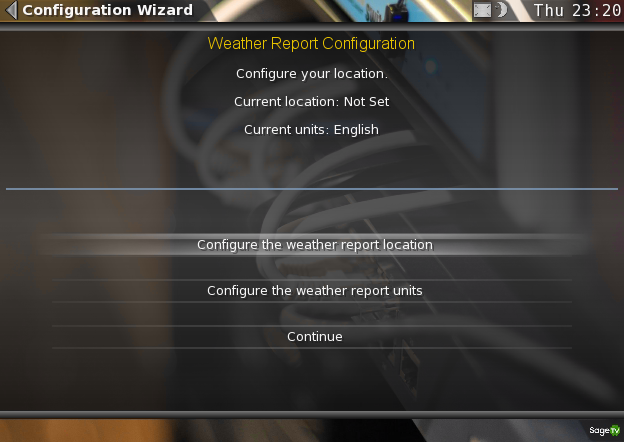 Configuration Wizard
Thu 23:20
Weather Report Configuration
Configure your location.
Current location: Not Set
Current units: English
Configure the weather report location
Configure the weather report units
Continue
SageTV